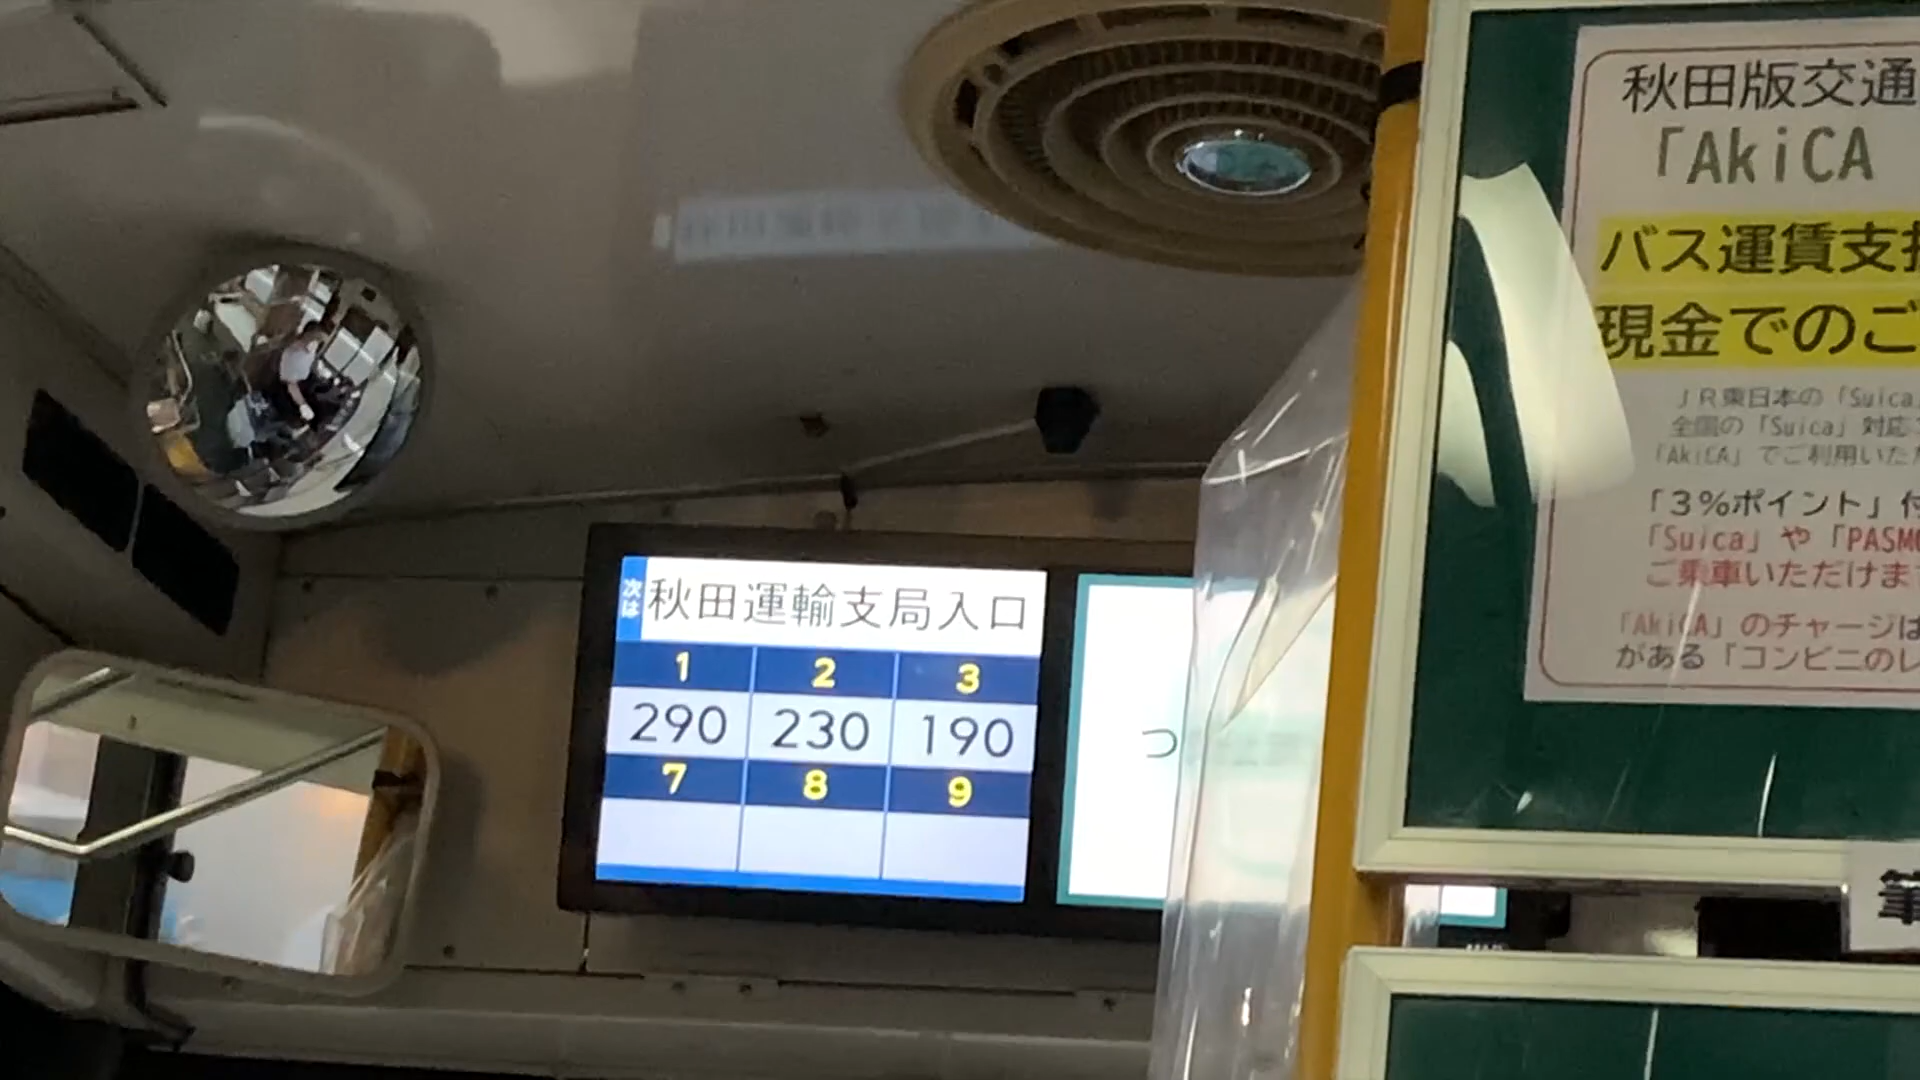 次は
秋田運輸支局入口
1 2 3
290 230 190
7 8 9
つ
秋田版交通
「AkiCA
バス運賃支払
現金でのご
JR東日本の「Suica」
全国の「Suica」対応
「AkiCA」でご利用いた
「3%ポイント」付
「Suica」や「PASMO
ご乗車いただけま
「AkiCA」のチャージは
がある「コンビニのレ
筆